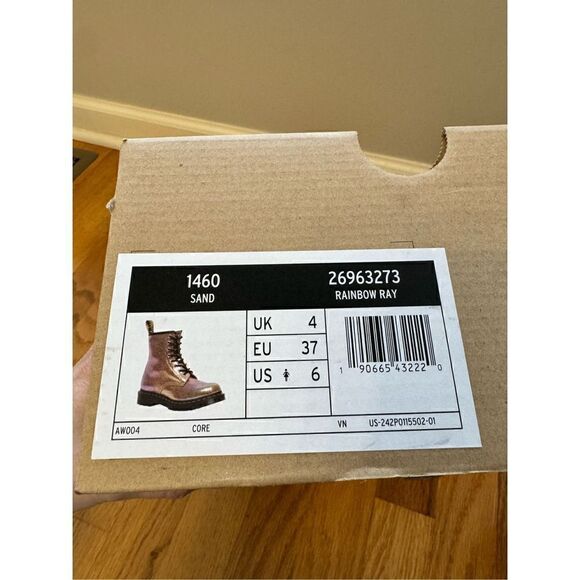 1460 26963273
SAND RAINBOW RAY
UK 4
EU 37
US 6
1 90665 43222 0
AW004 CORE VN US-242P0115502-01